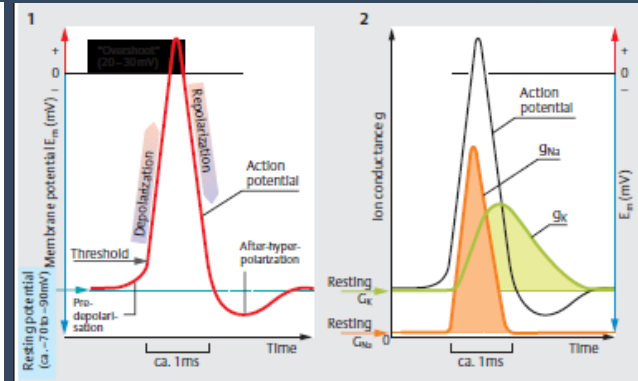 1
+
0
–
"Overshoot"
(20–30mV)
Membrane potential Em (mV)
Depolarization
Repolarization
Action
potential
Threshold
After-hyper-
polarization
Resting potential
(ca.–70 to –90mV)
Pre-
depolari-
sation
Time
ca. 1ms
2
+
0
–
Ion conductance g
Action
potential
gNa
gK
Em (mV)
Resting
GK
Resting
GNa
0
Time
ca. 1ms